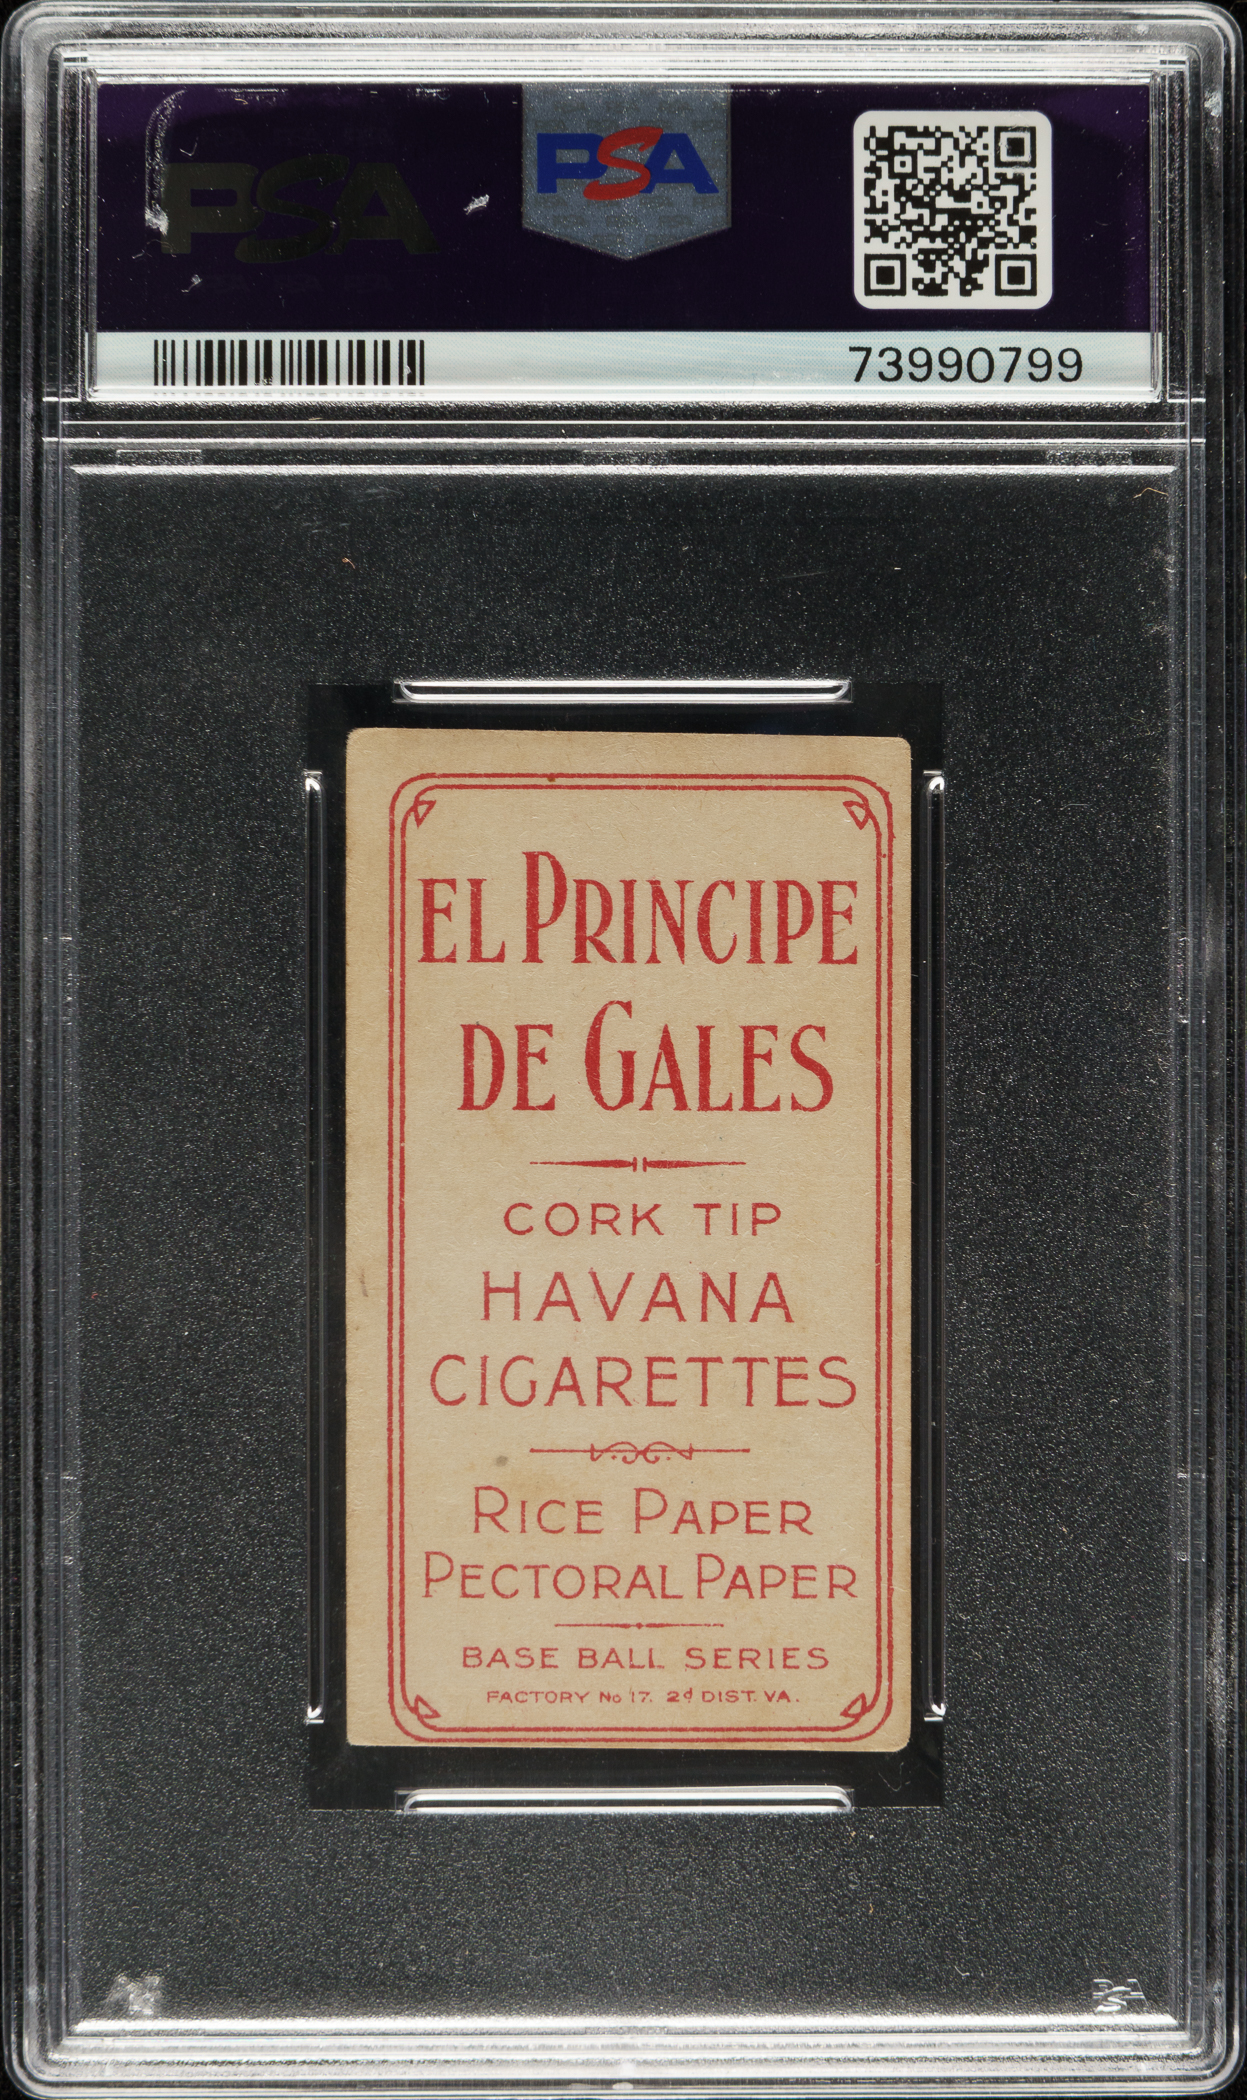 PSA
PSA
73990799
EL PRINCIPE
DE GALES
CORK TIP
HAVANA
CIGARETTES
RICE PAPER
PECTORAL PAPER
BASE BALL SERIES
FACTORY No 17. 2d DIST. VA.
PSA